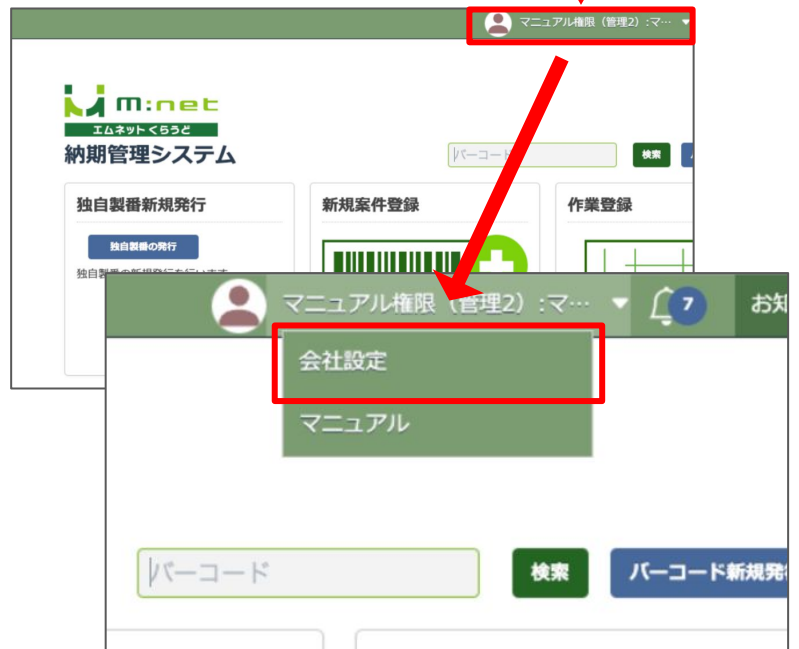 マニュアル権限（管理2）:マ…
m:net
エムネットくらうど
納期管理システム
バーコード
検索
独自製番新規発行
新規案件登録
作業登録
独自製番の発行
マニュアル権限（管理2）:マ…
7
お知
会社設定
マニュアル
バーコード
検索
バーコード新規発